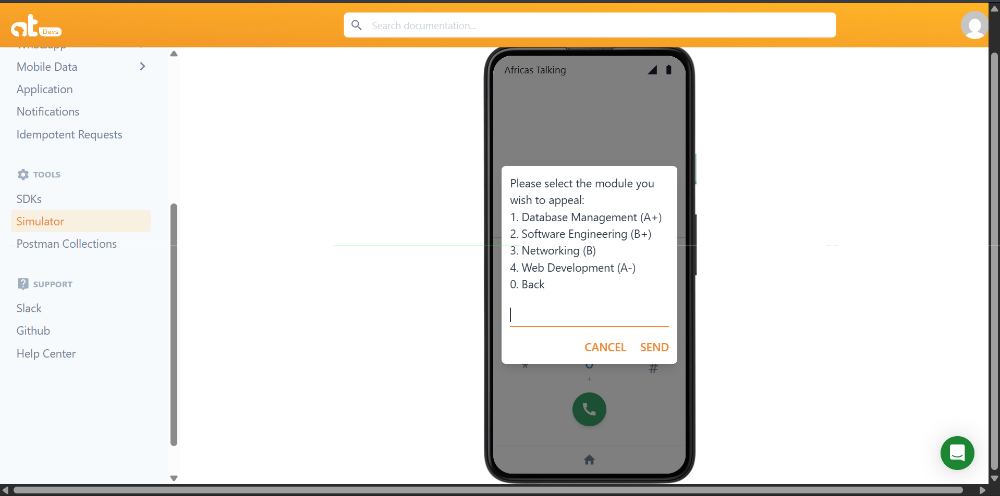 at Devs
Search documentation...
Whatsapp
Mobile Data
Application
Notifications
Idempotent Requests
TOOLS
SDKs
Simulator
Postman Collections
SUPPORT
Slack
Github
Help Center
Africas Talking
Please select the module you
wish to appeal:
1. Database Management (A+)
2. Software Engineering (B+)
3. Networking (B)
4. Web Development (A-)
0. Back
CANCEL SEND
* 0 #
+